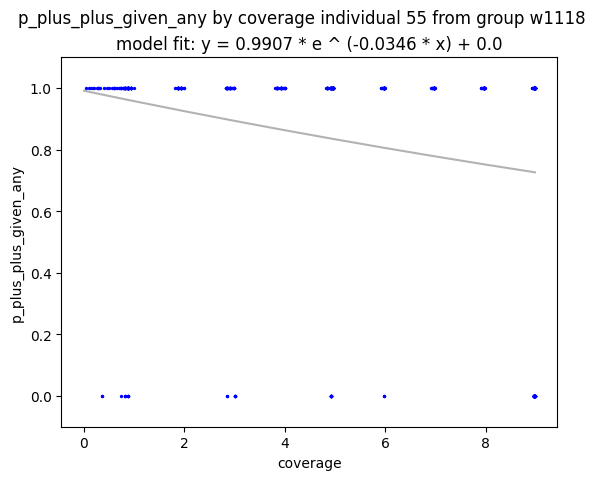 p_plus_plus_given_any by coverage individual 55 from group w1118
model fit: y = 0.9907 * e ^ (-0.0346 * x) + 0.0
1.0
0.8
0.6
0.4
0.2
0.0
p_plus_plus_given_any
0 2 4 6 8
coverage